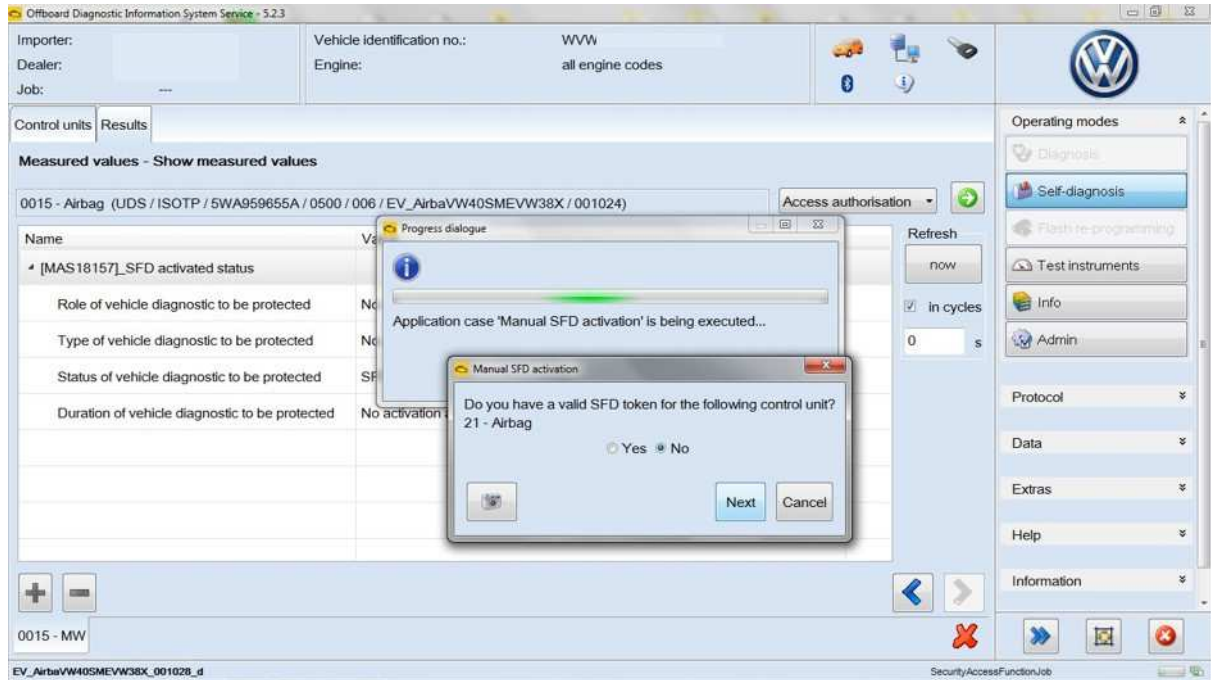 Offboard Diagnostic Information System Service - 5.2.3
Importer:
Dealer:
Job: ---
Vehicle identification no.: WVW
Engine: all engine codes
Control units Results
Measured values - Show measured values
0015 - Airbag (UDS / ISOTP / 5WA959655A / 0500 / 006 / EV_AirbaVW40SMEVW38X / 001024)
Access authorisation
Name
[MAS18157]_SFD activated status
Role of vehicle diagnostic to be protected
Type of vehicle diagnostic to be protected
Status of vehicle diagnostic to be protected
Duration of vehicle diagnostic to be protected No activation
Refresh
now
in cycles
0 s
Progress dialogue
Application case 'Manual SFD activation' is being executed...
Manual SFD activation
Do you have a valid SFD token for the following control unit?
21 - Airbag
Yes No
Next Cancel
Operating modes
Diagnosis
Self-diagnosis
Flash re-programming
Test instruments
Info
Admin
Protocol
Data
Extras
Help
Information
0015 - MW
EV_AirbaVW40SMEVW38X_001028_d
SecurityAccessFunctionJob